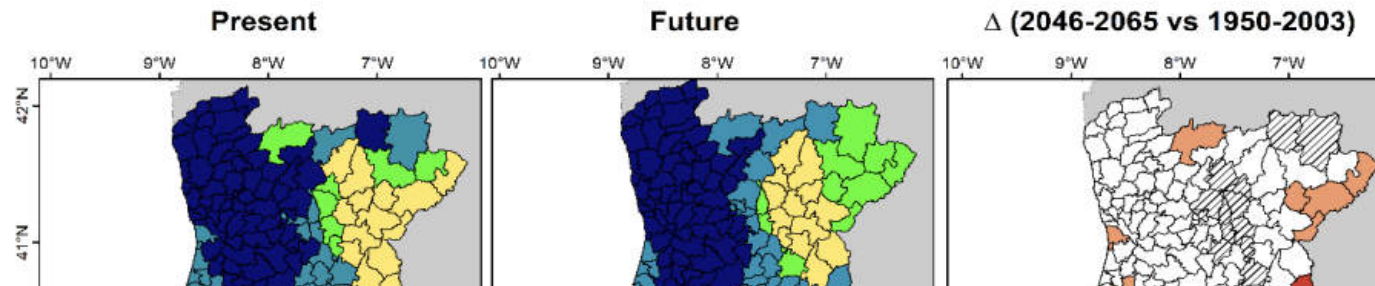 Present Future Δ (2046-2065 vs 1950-2003)
10°W 9°W 8°W 7°W 10°W 9°W 8°W 7°W 10°W 9°W 8°W 7°W
42°N
41°N